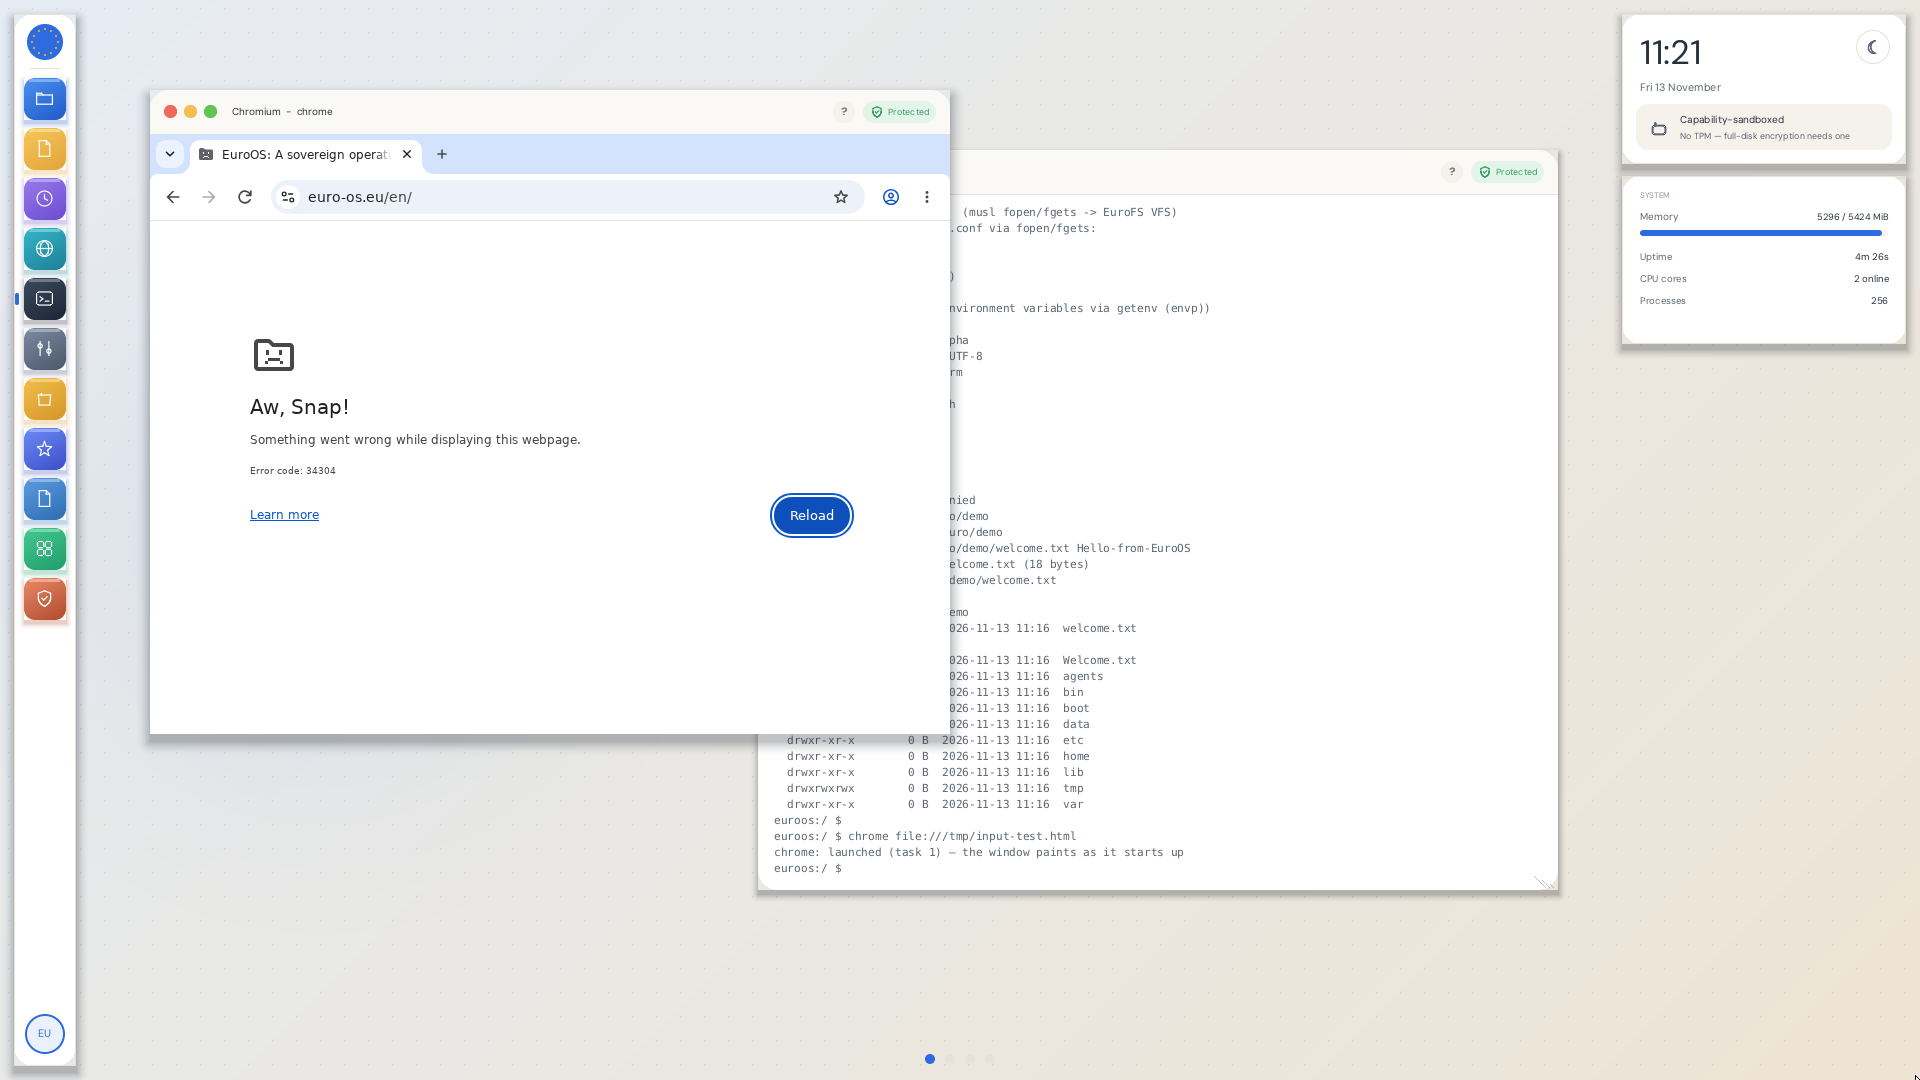 Chromium – chrome
?
Protected
EuroOS: A sovereign operati
euro-os.eu/en/
Aw, Snap!
Something went wrong while displaying this webpage.
Error code: 34304
Learn more
Reload
?
Protected
(musl fopen/fgets -> EuroFS VFS)
.conf via fopen/fgets:
)
nvironment variables via getenv (envp))
pha
UTF-8
rm
h
nied
o/demo
uro/demo
o/demo/welcome.txt Hello-from-EuroOS
elcome.txt (18 bytes)
demo/welcome.txt
emo
026-11-13 11:16  welcome.txt
026-11-13 11:16  Welcome.txt
026-11-13 11:16  agents
026-11-13 11:16  bin
026-11-13 11:16  boot
026-11-13 11:16  data
drwxr-xr-x        0 B  2026-11-13 11:16  etc
drwxr-xr-x        0 B  2026-11-13 11:16  home
drwxr-xr-x        0 B  2026-11-13 11:16  lib
drwxrwxrwx        0 B  2026-11-13 11:16  tmp
drwxr-xr-x        0 B  2026-11-13 11:16  var
euroos:/ $
euroos:/ $ chrome file:///tmp/input-test.html
chrome: launched (task 1) — the window paints as it starts up
euroos:/ $
11:21
Fri 13 November
Capability-sandboxed
No TPM — full-disk encryption needs one
SYSTEM
Memory 5296 / 5424 MiB
Uptime 4m 26s
CPU cores 2 online
Processes 256
EU